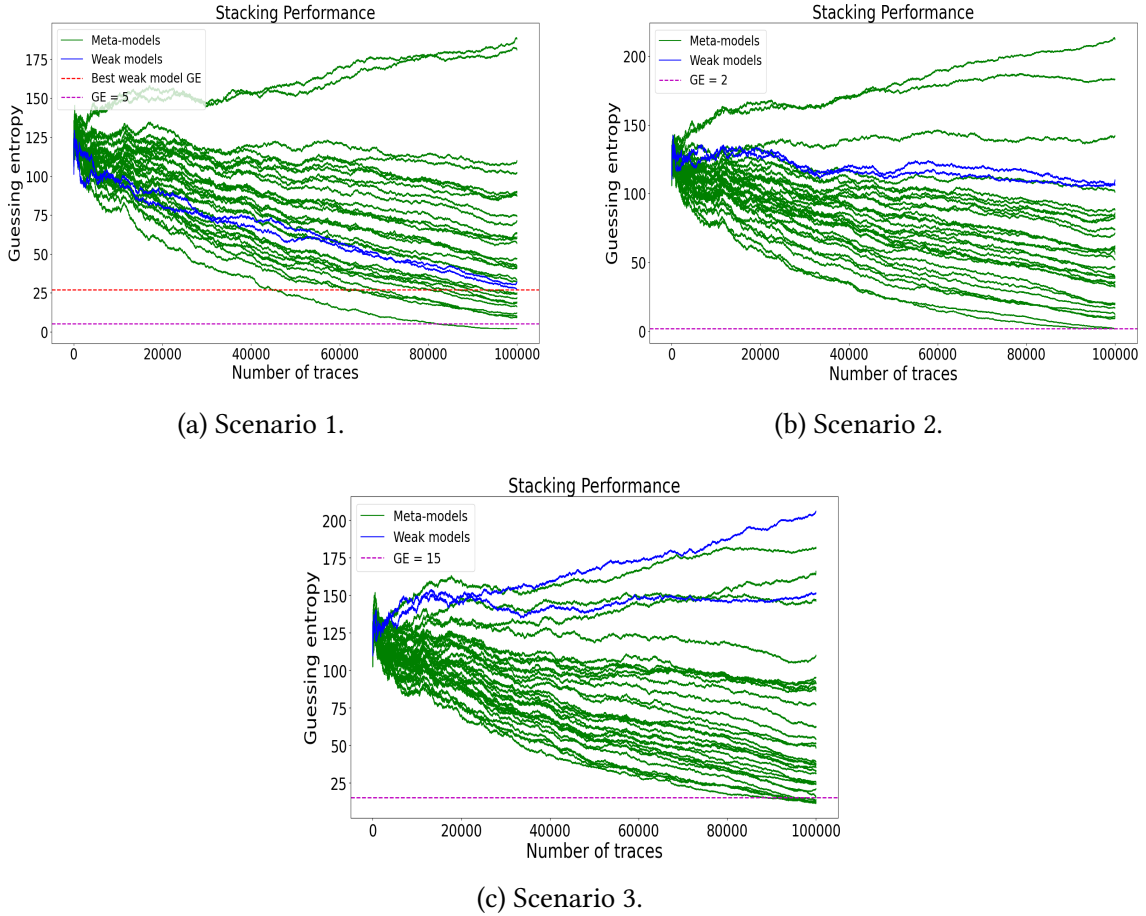 Stacking Performance
Guessing entropy
175
150
125
100
75
50
25
0
Meta-models
Weak models
Best weak model GE
GE = 5
0 20000 40000 60000 80000 100000
Number of traces
(a) Scenario 1.
Stacking Performance
Guessing entropy
200
150
100
50
0
Meta-models
Weak models
GE = 2
0 20000 40000 60000 80000 100000
Number of traces
(b) Scenario 2.
Stacking Performance
Guessing entropy
200
175
150
125
100
75
50
25
Meta-models
Weak models
GE = 15
0 20000 40000 60000 80000 100000
Number of traces
(c) Scenario 3.